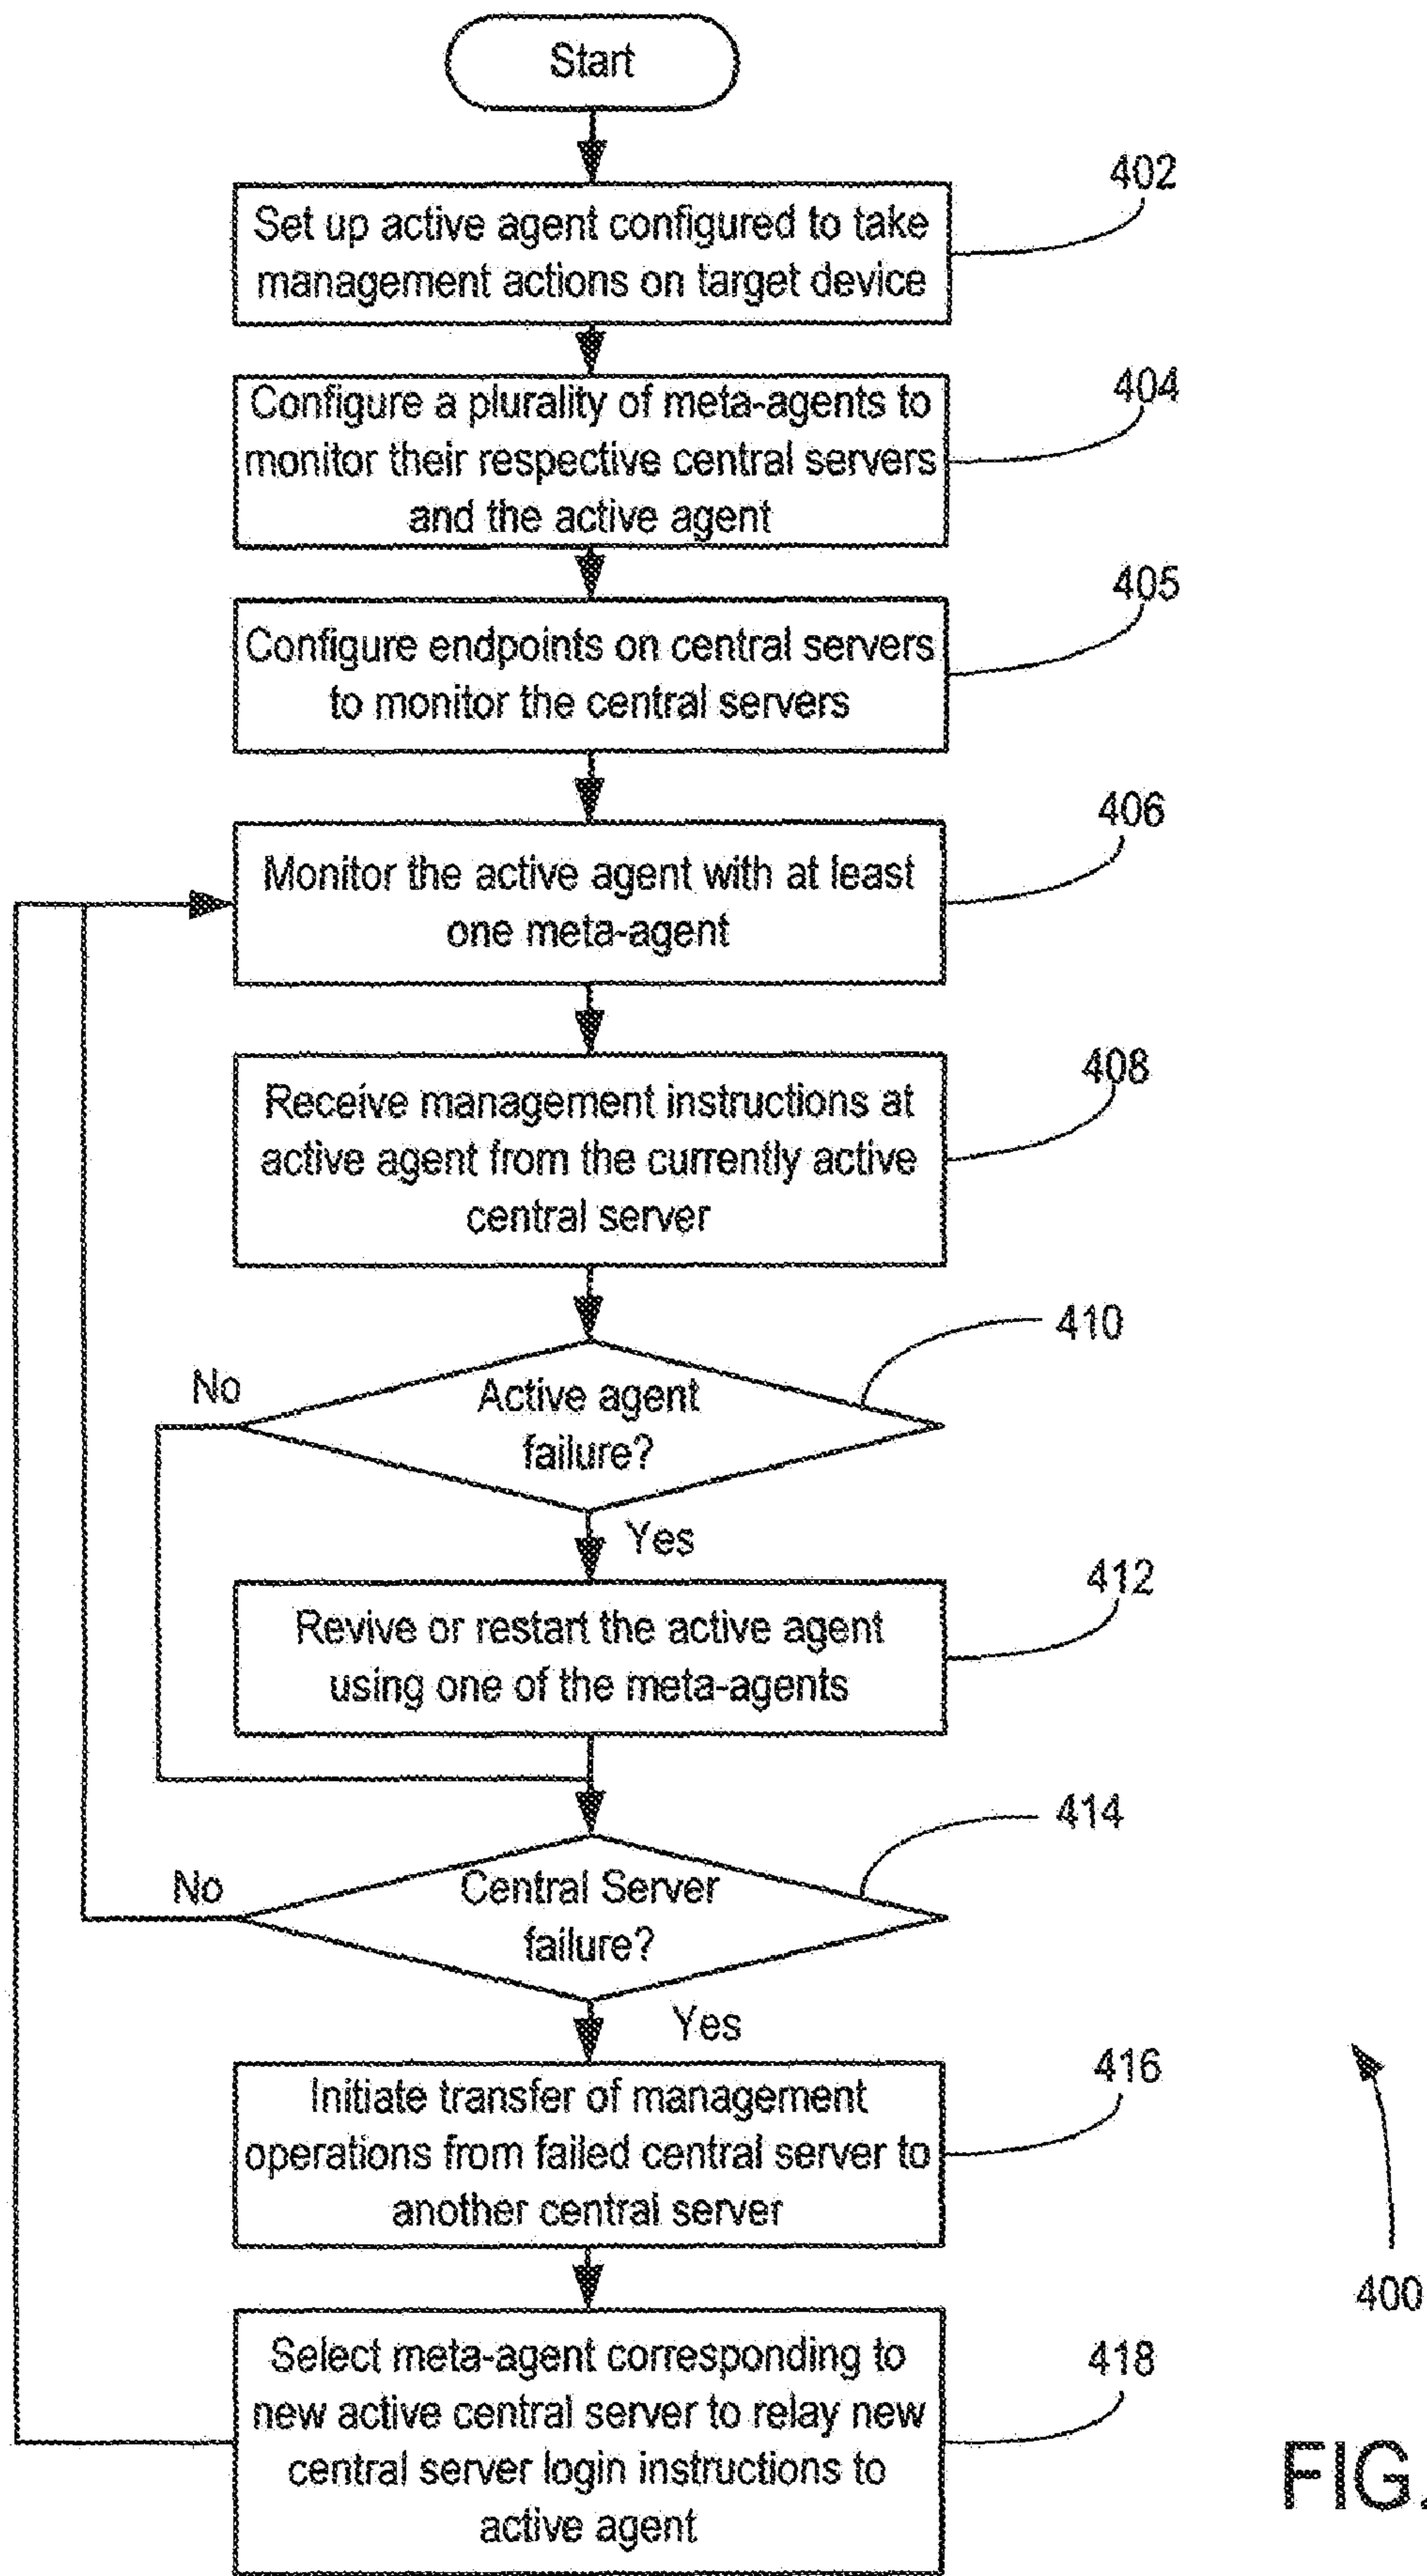 Start
402
Set up active agent configured to take
management actions on target device
404
Configure a plurality of meta-agents to
monitor their respective central servers
and the active agent
405
Configure endpoints on central servers
to monitor the central servers
406
Monitor the active agent with at least
one meta-agent
408
Receive management instructions at
active agent from the currently active
central server
410
No
Active agent
failure?
Yes
412
Revive or restart the active agent
using one of the meta-agents
414
No
Central Server
failure?
Yes
416
Initiate transfer of management
operations from failed central server to
another central server
400
418
Select meta-agent corresponding to
new active central server to relay new
central server login instructions to
active agent
FIG.